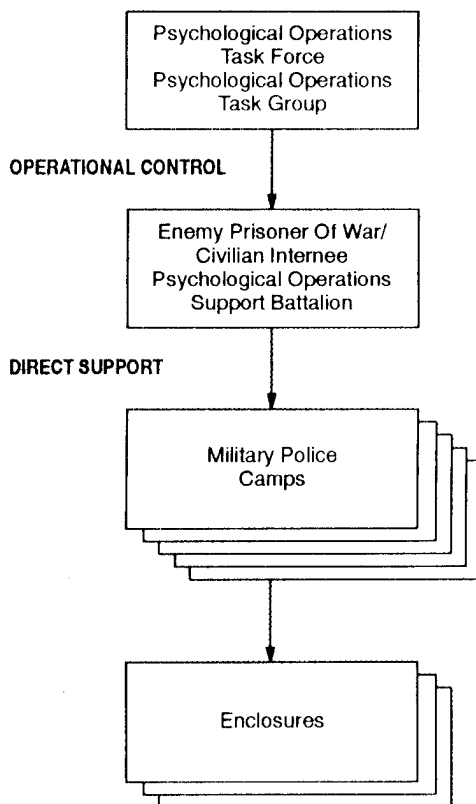 Psychological Operations
Task Force
Psychological Operations
Task Group
OPERATIONAL CONTROL
Enemy Prisoner Of War/
Civilian Internee
Psychological Operations
Support Battalion
DIRECT SUPPORT
Military Police
Camps
Enclosures